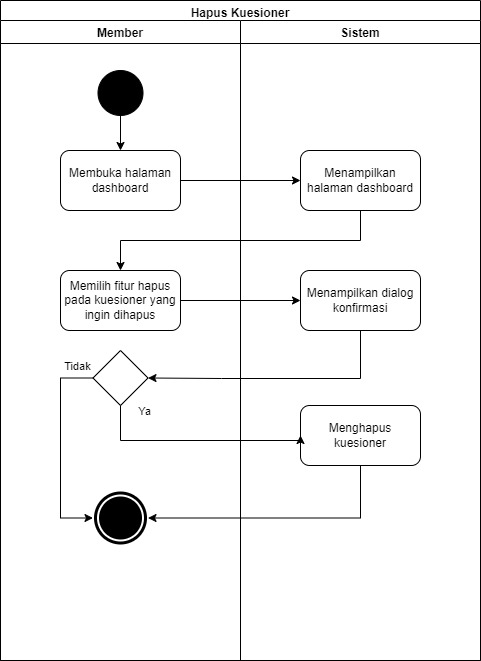 Hapus Kuesioner
Member
Sistem
Membuka halaman
dashboard
Menampilkan
halaman dashboard
Memilih fitur hapus
pada kuesioner yang
ingin dihapus
Menampilkan dialog
konfirmasi
Tidak
Ya
Menghapus
kuesioner